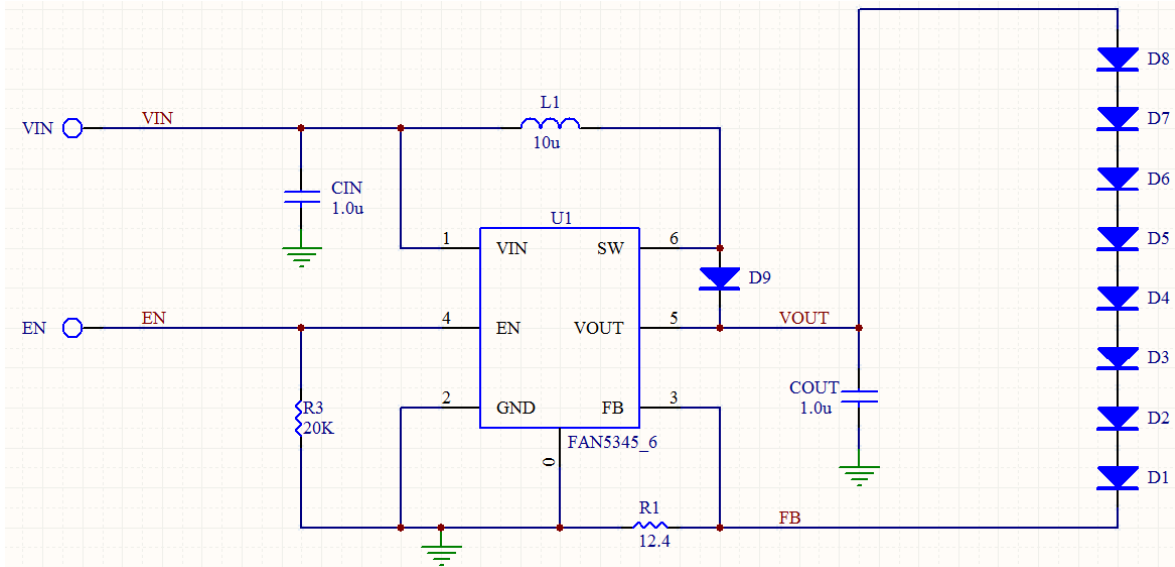 D8
L1
VIN
VIN
D7
10u
CIN
1.0u
D6
U1
1
VIN
SW
6
D5
D9
D4
EN
EN
4
EN
VOUT
5
VOUT
D3
COUT
1.0u
R3
20K
2
GND
FB
3
D2
FAN5345_6
0
D1
R1
12.4
FB